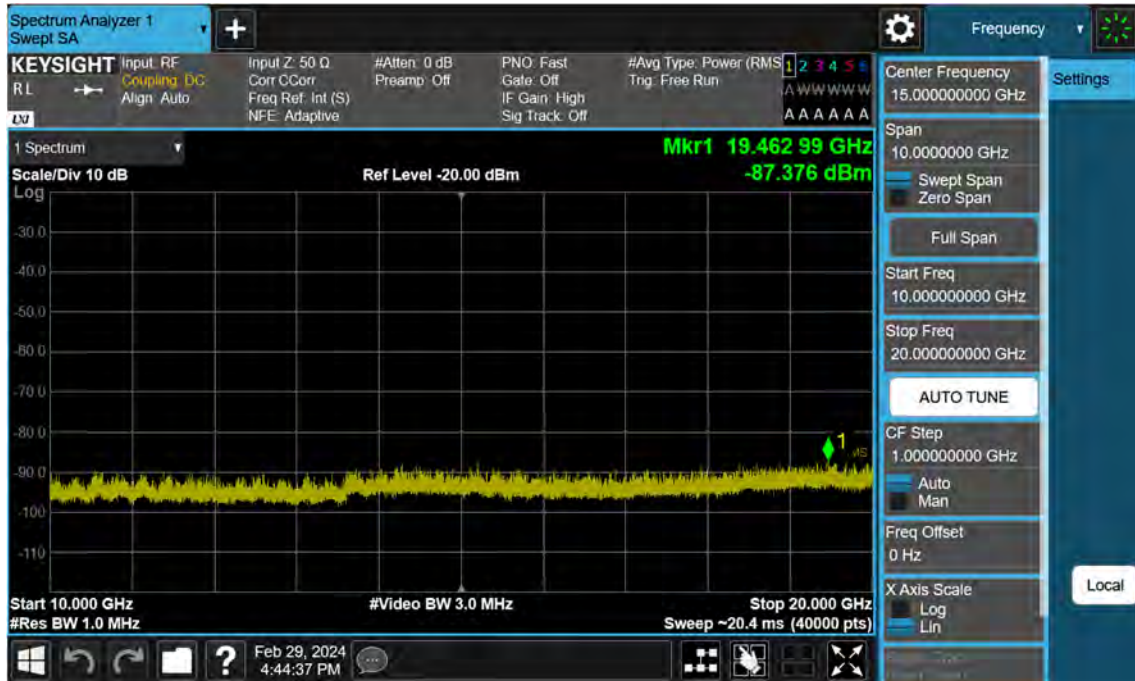 Spectrum Analyzer 1
Swept SA
+
Frequency
KEYSIGHT
R L
LXI
Input: RF
Coupling: DC
Align: Auto
Input Z: 50 Ω
Corr CCorr
Freq Ref: Int (S)
NFE: Adaptive
#Atten: 0 dB
Preamp: Off
PNO: Fast
Gate: Off
IF Gain: High
Sig Track: Off
#Avg Type: Power (RMS
Trig: Free Run
1 2 3 4 5 6
A W W W W W
A A A A A A
1 Spectrum
Scale/Div 10 dB
Ref Level -20.00 dBm
Mkr1 19.462 99 GHz
-87.376 dBm
Log
-30.0
-40.0
-50.0
-60.0
-70.0
-80.0
-90.0
-100
-110
1
Start 10.000 GHz
#Video BW 3.0 MHz
Stop 20.000 GHz
#Res BW 1.0 MHz
Sweep ~20.4 ms (40000 pts)
?
Feb 29, 2024
4:44:37 PM
Center Frequency
15.000000000 GHz
Span
10.0000000 GHz
Swept Span
Zero Span
Full Span
Start Freq
10.000000000 GHz
Stop Freq
20.000000000 GHz
AUTO TUNE
CF Step
1.000000000 GHz
Auto
Man
Freq Offset
0 Hz
X Axis Scale
Log
Lin
Settings
Local